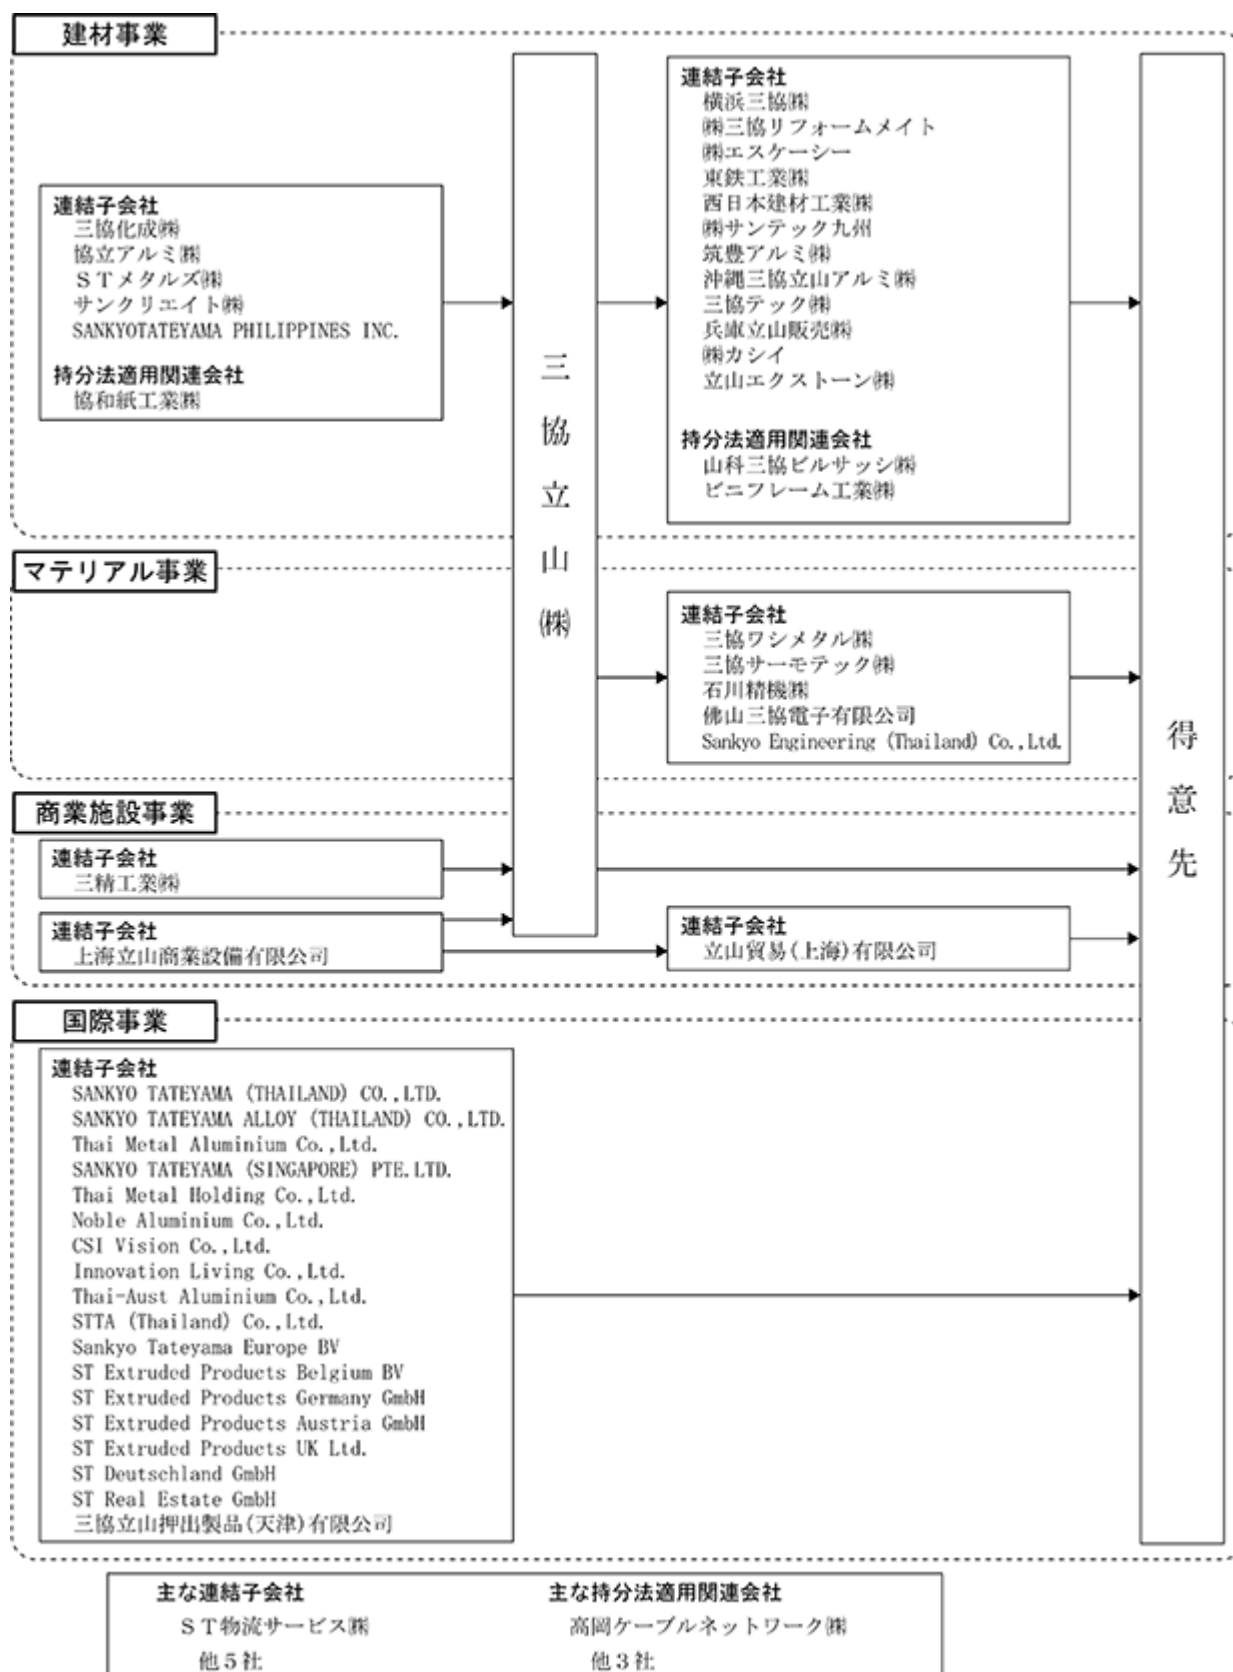 建材事業
連結子会社
三協化成㈱
協立アルミ㈱
ＳＴメタルズ㈱
サンクリエイト㈱
SANKYOTATEYAMA PHILIPPINES INC.
持分法適用関連会社
協和紙工業㈱
三協立山㈱
連結子会社
横浜三協㈱
㈱三協リフォームメイト
㈱エスケーシー
東鉄工業㈱
西日本建材工業㈱
㈱サンテック九州
筑豊アルミ㈱
沖縄三協立山アルミ㈱
三協テック㈱
兵庫立山販売㈱
㈱カシイ
立山エクストーン㈱
持分法適用関連会社
山科三協ビルサッシ㈱
ビニフレーム工業㈱
得意先
マテリアル事業
連結子会社
三協ワシメタル㈱
三協サーモテック㈱
石川精機㈱
佛山三協電子有限公司
Sankyo Engineering (Thailand) Co.,Ltd.
商業施設事業
連結子会社
三精工業㈱
連結子会社
上海立山商業設備有限公司
連結子会社
立山貿易(上海)有限公司
国際事業
連結子会社
SANKYO TATEYAMA (THAILAND) CO.,LTD.
SANKYO TATEYAMA ALLOY (THAILAND) CO.,LTD.
Thai Metal Aluminium Co.,Ltd.
SANKYO TATEYAMA (SINGAPORE) PTE.LTD.
Thai Metal Holding Co.,Ltd.
Noble Aluminium Co.,Ltd.
CSI Vision Co.,Ltd.
Innovation Living Co.,Ltd.
Thai-Aust Aluminium Co.,Ltd.
STTA (Thailand) Co.,Ltd.
Sankyo Tateyama Europe BV
ST Extruded Products Belgium BV
ST Extruded Products Germany GmbH
ST Extruded Products Austria GmbH
ST Extruded Products UK Ltd.
ST Deutschland GmbH
ST Real Estate GmbH
三協立山押出製品(天津)有限公司
主な連結子会社
ＳＴ物流サービス㈱
他５社
主な持分法適用関連会社
高岡ケーブルネットワーク㈱
他３社